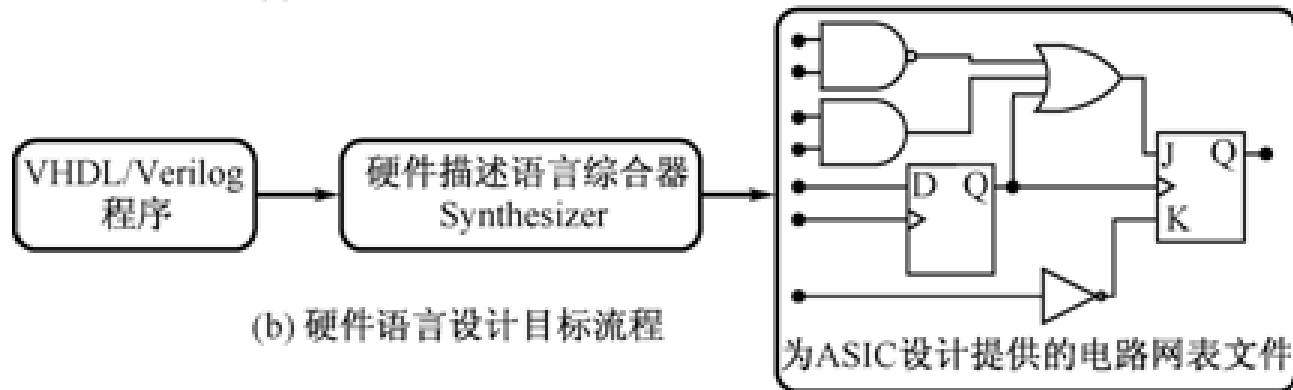 VHDL/Verilog
程序
硬件描述语言综合器
Synthesizer
D Q
J Q
K
(b) 硬件语言设计目标流程
为ASIC设计提供的电路网表文件